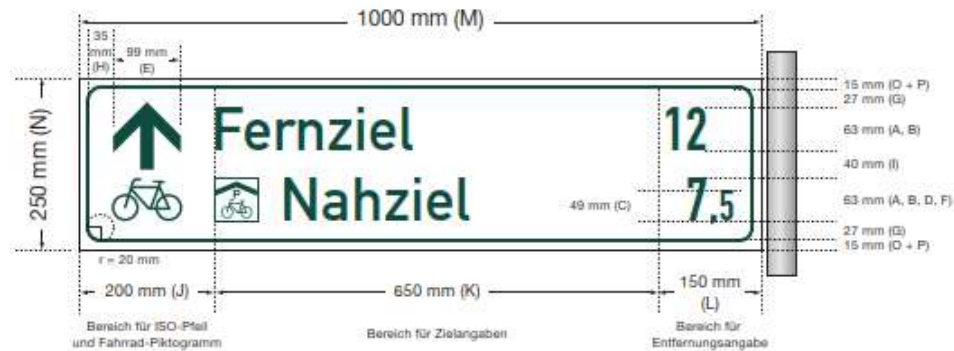 1000 mm (M)
35
mm
(H)
99 mm
(E)
15 mm (O + P)
27 mm (G)
250 mm (N)
Fernziel 12
63 mm (A, B)
40 mm (I)
P
Nahziel 7,5
49 mm (C)
63 mm (A, B, D, F)
27 mm (G)
15 mm (O + P)
r = 20 mm
200 mm (J)
650 mm (K)
150 mm
(L)
Bereich für ISO-Pfeil
und Fahrrad-Piktogramm
Bereich für Zielangaben
Bereich für
Entfernungsangabe